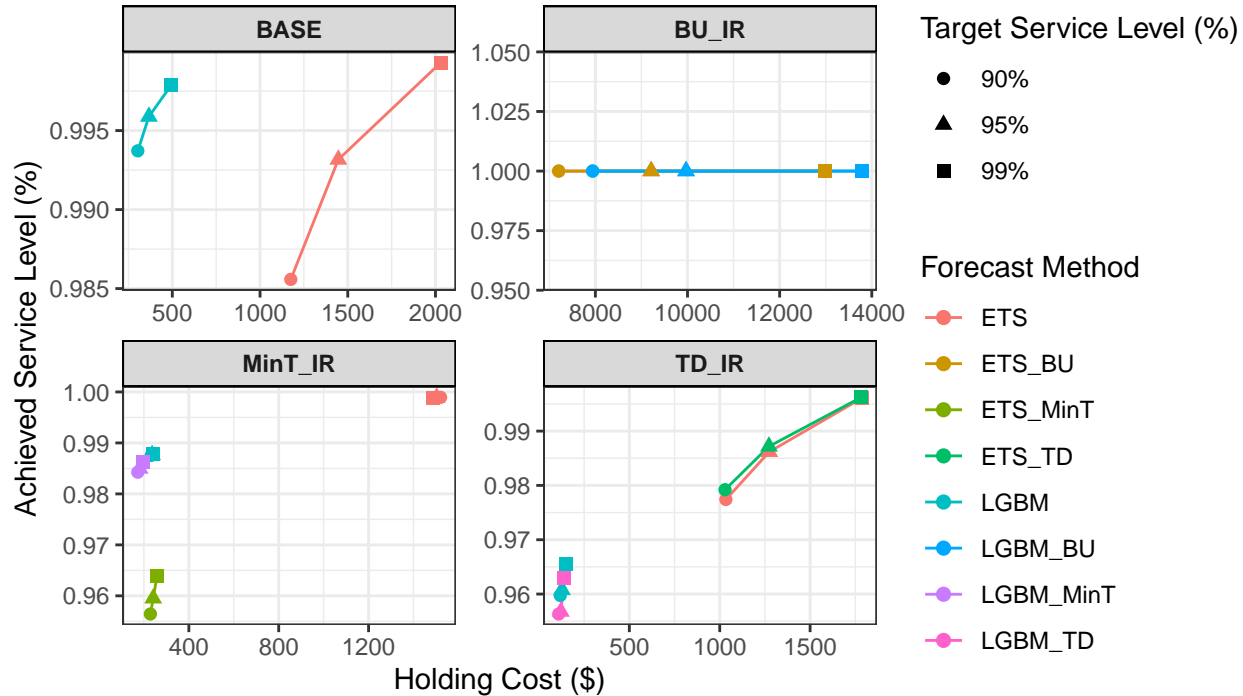 BASE
BU_IR
0.995
0.990
0.985
500
1000
1500
2000
1.050
1.025
1.000
0.975
0.950
8000
10000
12000
14000
MinT_IR
TD_IR
1.00
0.99
0.98
0.97
0.96
400
800
1200
0.99
0.98
0.97
0.96
500
1000
1500
Holding Cost ($)
Achieved Service Level (%)
Target Service Level (%)
90%
95%
99%
Forecast Method
ETS
ETS_BU
ETS_MinT
ETS_TD
LGBM
LGBM_BU
LGBM_MinT
LGBM_TD